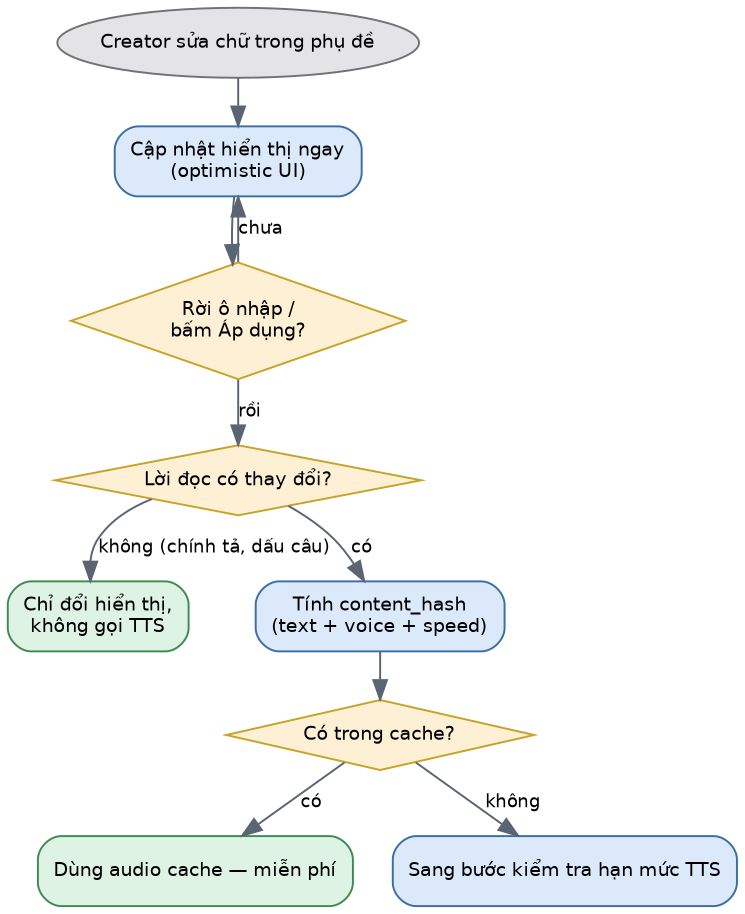 Creator sửa chữ trong phụ đề
Cập nhật hiển thị ngay
(optimistic UI)
chưa
Rời ô nhập /
bấm Áp dụng?
rồi
Lời đọc có thay đổi?
không (chính tả, dấu câu)
có
Chỉ đổi hiển thị,
không gọi TTS
Tính content_hash
(text + voice + speed)
Có trong cache?
có
không
Dùng audio cache — miễn phí
Sang bước kiểm tra hạn mức TTS